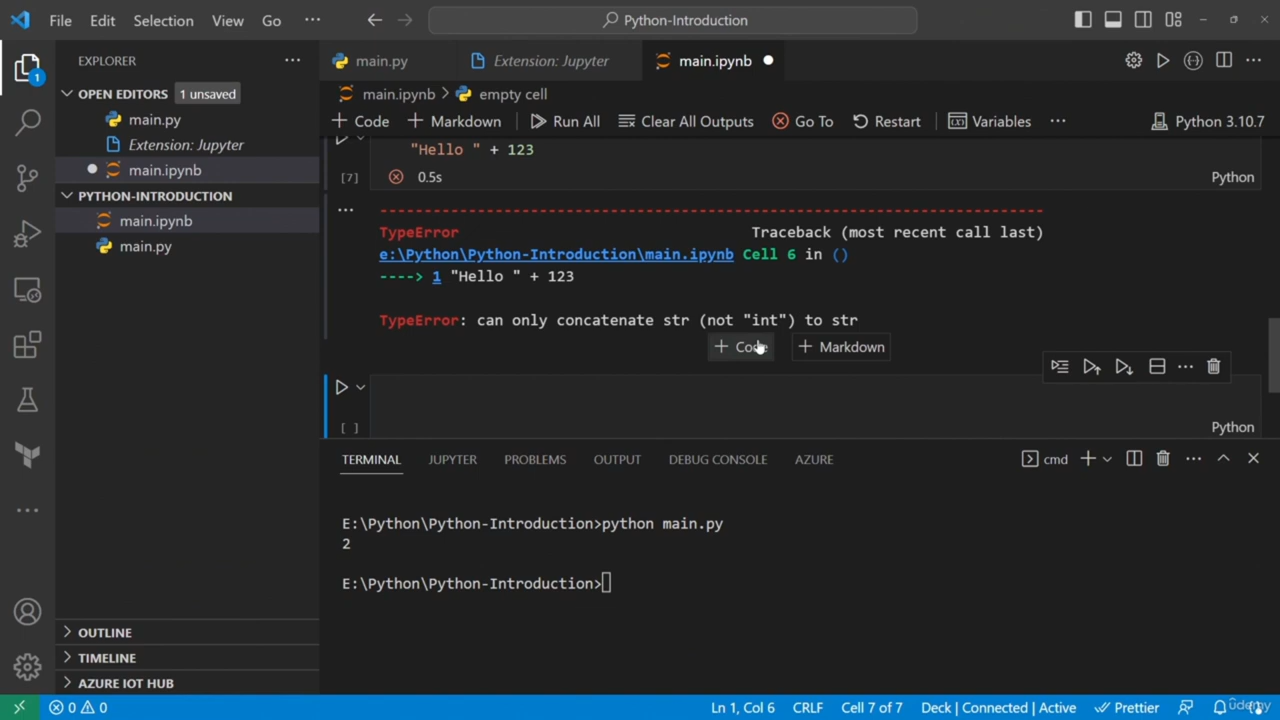 File Edit Selection View Go ··· Python-Introduction
EXPLORER ···
OPEN EDITORS 1 unsaved
main.py
Extension: Jupyter
main.ipynb
PYTHON-INTRODUCTION
main.ipynb
main.py
OUTLINE
TIMELINE
AZURE IOT HUB
1
main.py Extension: Jupyter main.ipynb
main.ipynb > empty cell
+ Code + Markdown Run All Clear All Outputs Go To Restart Variables ··· Python 3.10.7
"Hello " + 123
[7] 0.5s Python
---------------------------------------------------------------------------
TypeError Traceback (most recent call last)
e:\Python\Python-Introduction\main.ipynb Cell 6 in ()
----> 1 "Hello " + 123
TypeError: can only concatenate str (not "int") to str
+ Code + Markdown
[ ] Python
TERMINAL JUPYTER PROBLEMS OUTPUT DEBUG CONSOLE AZURE cmd
E:\Python\Python-Introduction>python main.py
2
E:\Python\Python-Introduction>
0 0 Ln 1, Col 6 CRLF Cell 7 of 7 Deck | Connected | Active Prettier
udemy